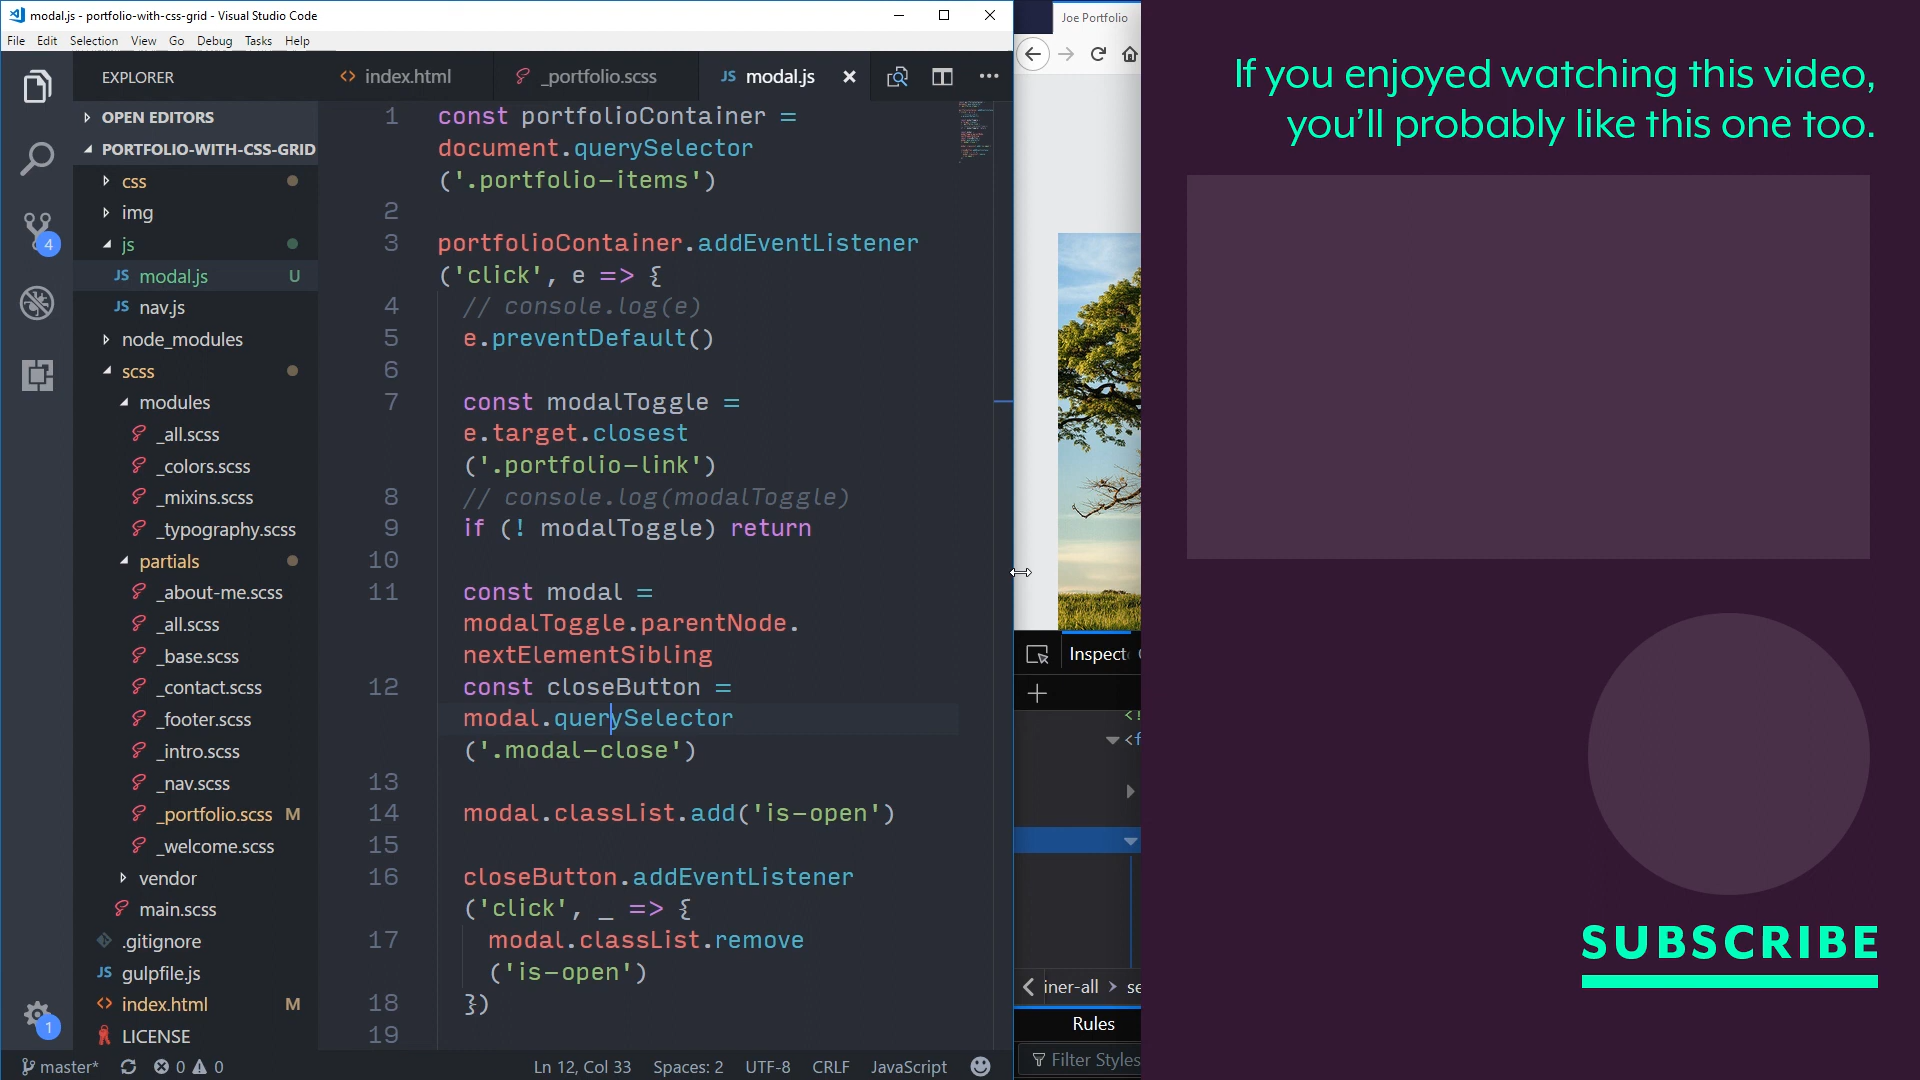 modal.js - portfolio-with-css-grid - Visual Studio Code
File Edit Selection View Go Debug Tasks Help
EXPLORER
OPEN EDITORS
PORTFOLIO-WITH-CSS-GRID
css
img
js
JS modal.js U
JS nav.js
node_modules
scss
modules
_all.scss
_colors.scss
_mixins.scss
_typography.scss
partials
_about-me.scss
_all.scss
_base.scss
_contact.scss
_footer.scss
_intro.scss
_nav.scss
_portfolio.scss M
_welcome.scss
vendor
main.scss
.gitignore
JS gulpfile.js
<> index.html M
LICENSE
4
1
<> index.html _portfolio.scss JS modal.js
1 const portfolioContainer =
document.querySelector
('.portfolio-items')
2
3 portfolioContainer.addEventListener
('click', e => {
4 // console.log(e)
5 e.preventDefault()
6
7 const modalToggle =
e.target.closest
('.portfolio-link')
8 // console.log(modalToggle)
9 if (! modalToggle) return
10
11 const modal =
modalToggle.parentNode.
nextElementSibling
12 const closeButton =
modal.querySelector
('.modal-close')
13
14 modal.classList.add('is-open')
15
16 closeButton.addEventListener
('click', _ => {
17 modal.classList.remove
('is-open')
18 })
19
master* 0 0 Ln 12, Col 33 Spaces: 2 UTF-8 CRLF JavaScript
Joe Portfolio
Inspect
<!
<f
iner-all > se
Rules
Filter Styles
If you enjoyed watching this video,
you'll probably like this one too.
SUBSCRIBE